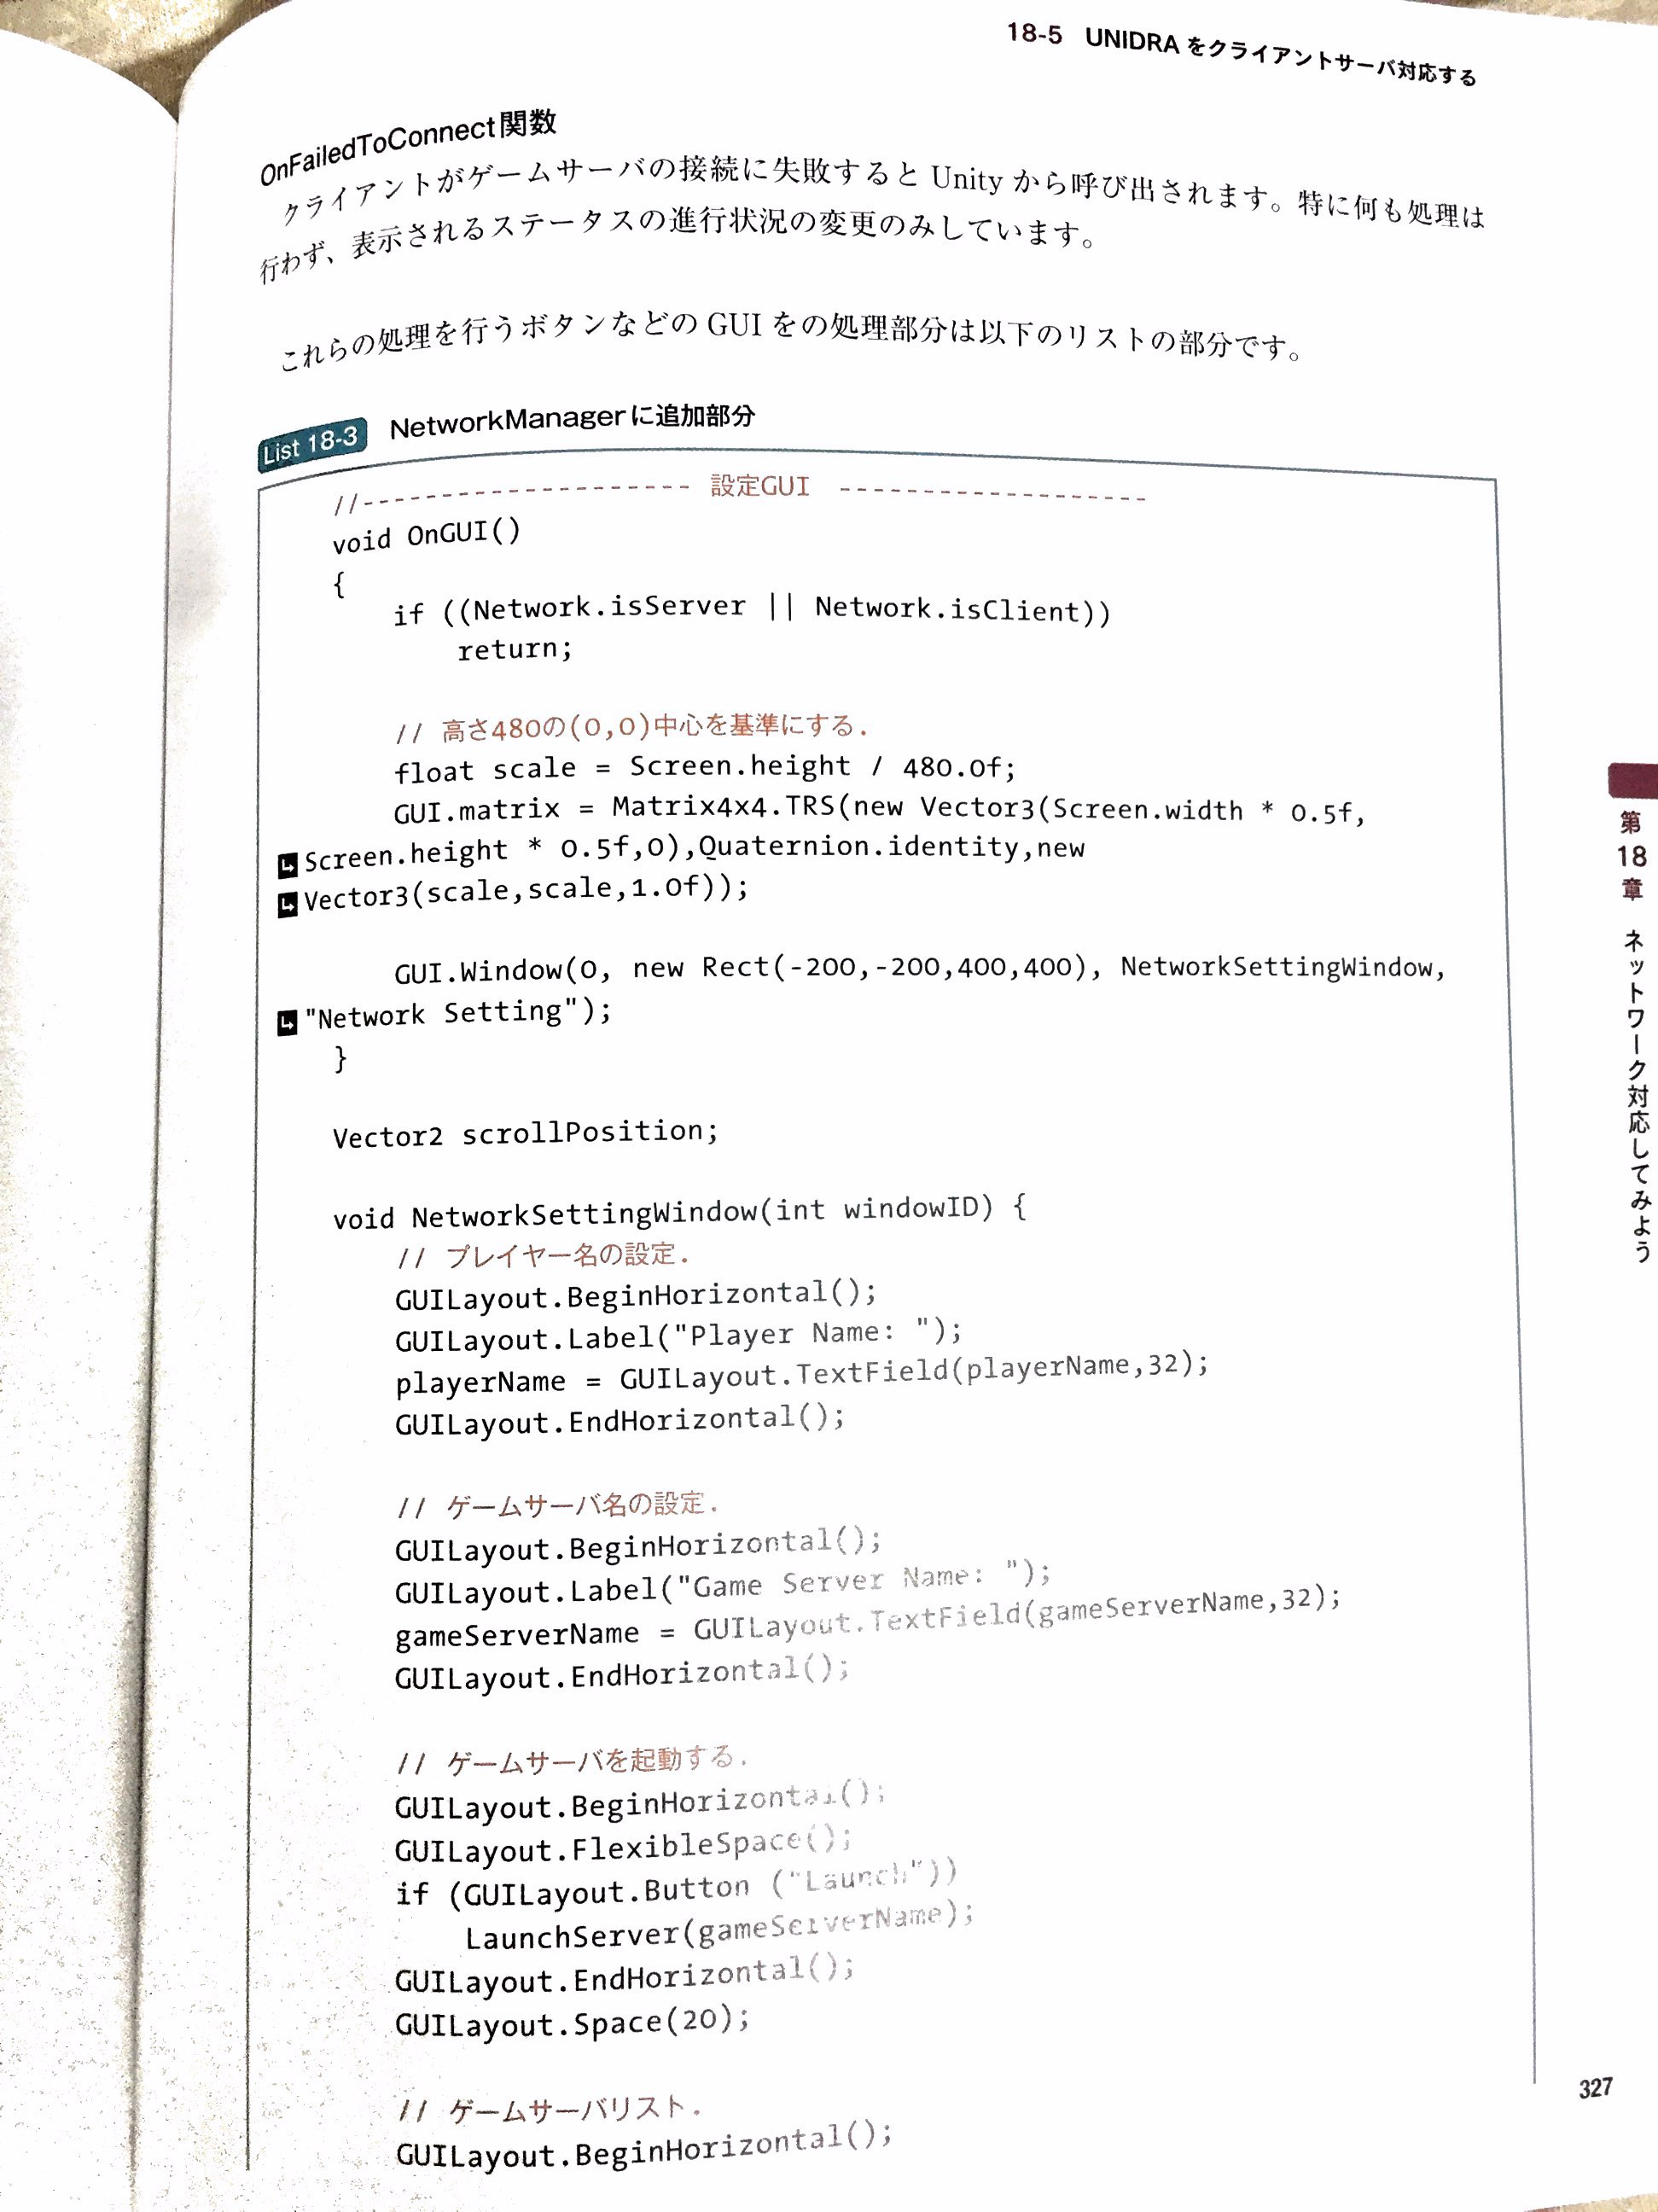 18-5 UNIDRA をクライアントサーバ対応する
OnFailedToConnect関数
クライアントがゲームサーバの接続に失敗すると Unity から呼び出されます。特に何も処理は
行わず、表示されるステータスの進行状況の変更のみしています。
これらの処理を行うボタンなどの GUI をの処理部分は以下のリストの部分です。
List 18-3 NetworkManagerに追加部分
//--------------------- 設定GUI -------------------
void OnGUI()
{
if ((Network.isServer || Network.isClient))
return;
// 高さ480の(0,0)中心を基準にする.
float scale = Screen.height / 480.0f;
GUI.matrix = Matrix4x4.TRS(new Vector3(Screen.width * 0.5f,
Screen.height * 0.5f,0),Quaternion.identity,new
Vector3(scale,scale,1.0f));
GUI.Window(0, new Rect(-200,-200,400,400), NetworkSettingWindow,
"Network Setting");
}
Vector2 scrollPosition;
void NetworkSettingWindow(int windowID) {
// プレイヤー名の設定.
GUILayout.BeginHorizontal();
GUILayout.Label("Player Name: ");
playerName = GUILayout.TextField(playerName,32);
GUILayout.EndHorizontal();
// ゲームサーバ名の設定.
GUILayout.BeginHorizontal();
GUILayout.Label("Game Server Name: ");
gameServerName = GUILayout.TextField(gameServerName,32);
GUILayout.EndHorizontal();
// ゲームサーバを起動する.
GUILayout.BeginHorizontal();
GUILayout.FlexibleSpace();
if (GUILayout.Button ("Launch"))
LaunchServer(gameServerName);
GUILayout.EndHorizontal();
GUILayout.Space(20);
// ゲームサーバリスト.
GUILayout.BeginHorizontal();
第18章 ネットワーク対応してみよう
327